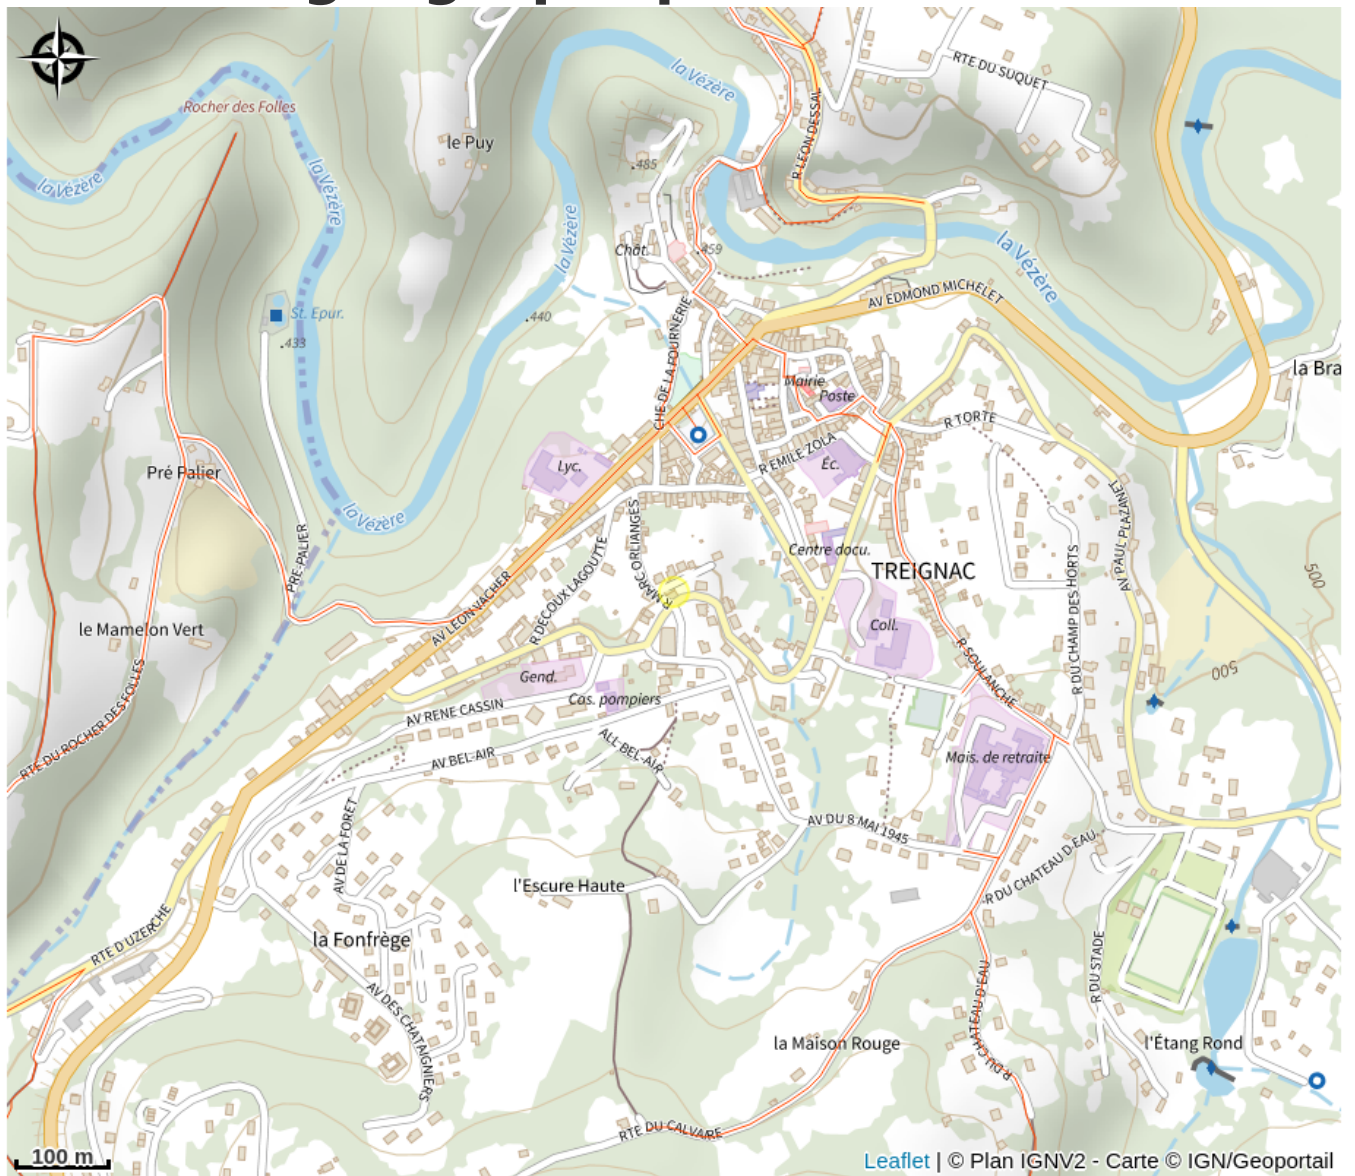 RTE DU SUQUET
la Vézère
Rocher des Folles
R LEON DESSAL
le Puy
.485
la Vézère
la Vézère
la Vézère
Chât.
.459
la Vézère
AV EDMOND MICHELET
St. Epur.
.440
.433
CHE DE LA FOURNERIE
la Bra
Mairie
Poste
R TORTE
R EMILE ZOLA
Éc.
Lyc.
Pré Palier
la Vézère
AV PAUL PLAZANET
R MARC ORLIANGES
PRE-PALIER
R DECOUX LAGOUTTE
Centre docu.
TREIGNAC
R DU CHAMP DES HORTS
500
AV LEON VACHER
R MARC
le Mamelon Vert
Coll.
R SOULANCHE
500
Gend.
Cas. pompiers
RTE DU ROCHER DES FOLLES
AV RENE CASSIN
ALL BEL-AIR
AV BEL-AIR
Mais. de retraite
AV DU 8 MAI 1945
AV DE LA FORET
R DU CHATEAU D'EAU
l'Escure Haute
RTE D UZERCHE
la Fonfrège
R DU STADE
AV DES CHATAIGNIERS
R DU CHATEAU D'EAU
la Maison Rouge
l'Étang Rond
RTE DU CALVAIRE
100 m
Leaflet | © Plan IGNV2 - Carte © IGN/Geoportail